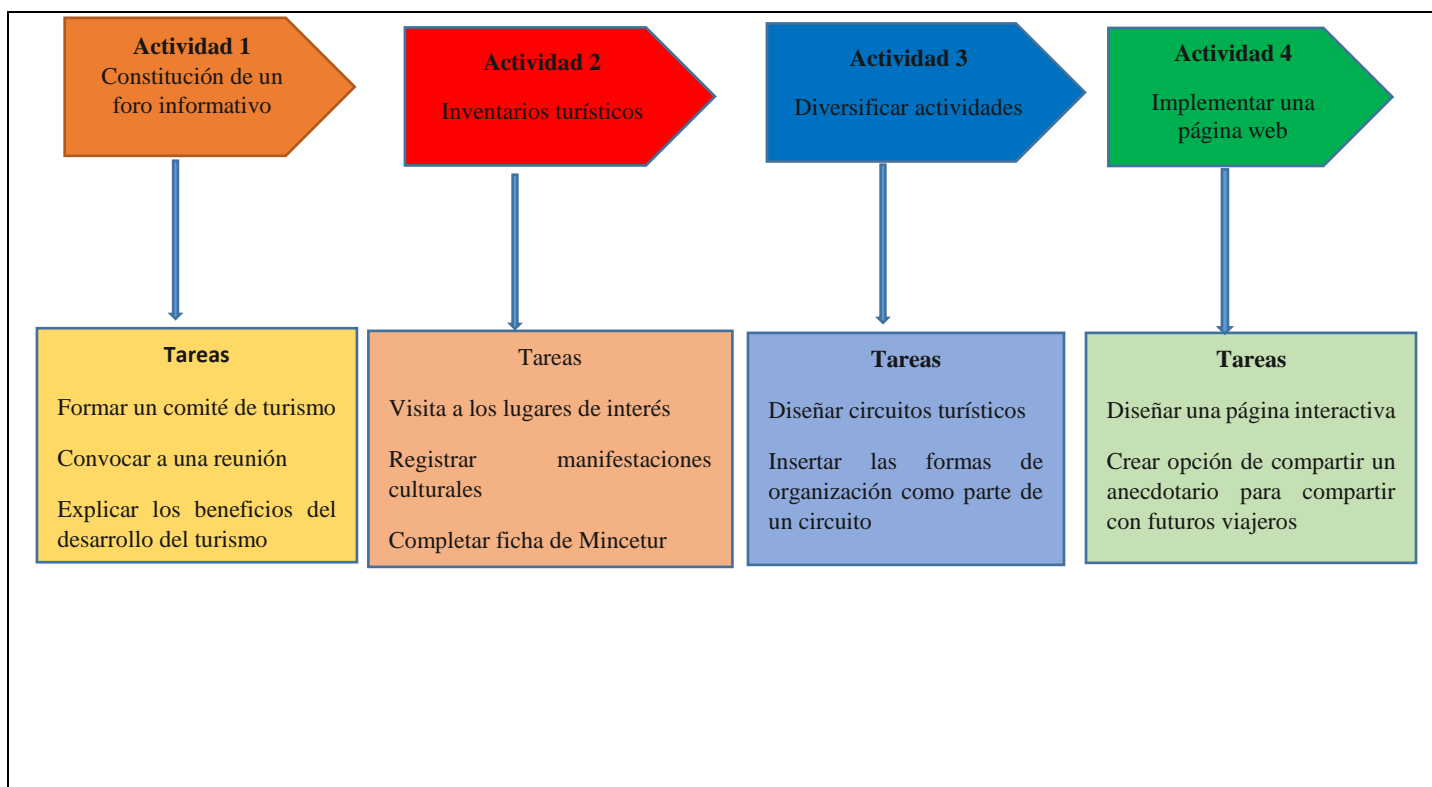 Actividad 1
Constitución de un
foro informativo
Actividad 2
Inventarios turísticos
Actividad 3
Diversificar actividades
Actividad 4
Implementar una
página web
Tareas
Formar un comité de turismo
Convocar a una reunión
Explicar los beneficios del
desarrollo del turismo
Tareas
Visita a los lugares de interés
Registrar manifestaciones
culturales
Completar ficha de Mincetur
Tareas
Diseñar circuitos turísticos
Insertar las formas de
organización como parte de
un circuito
Tareas
Diseñar una página interactiva
Crear opción de compartir un
anecdotario para compartir
con futuros viajeros